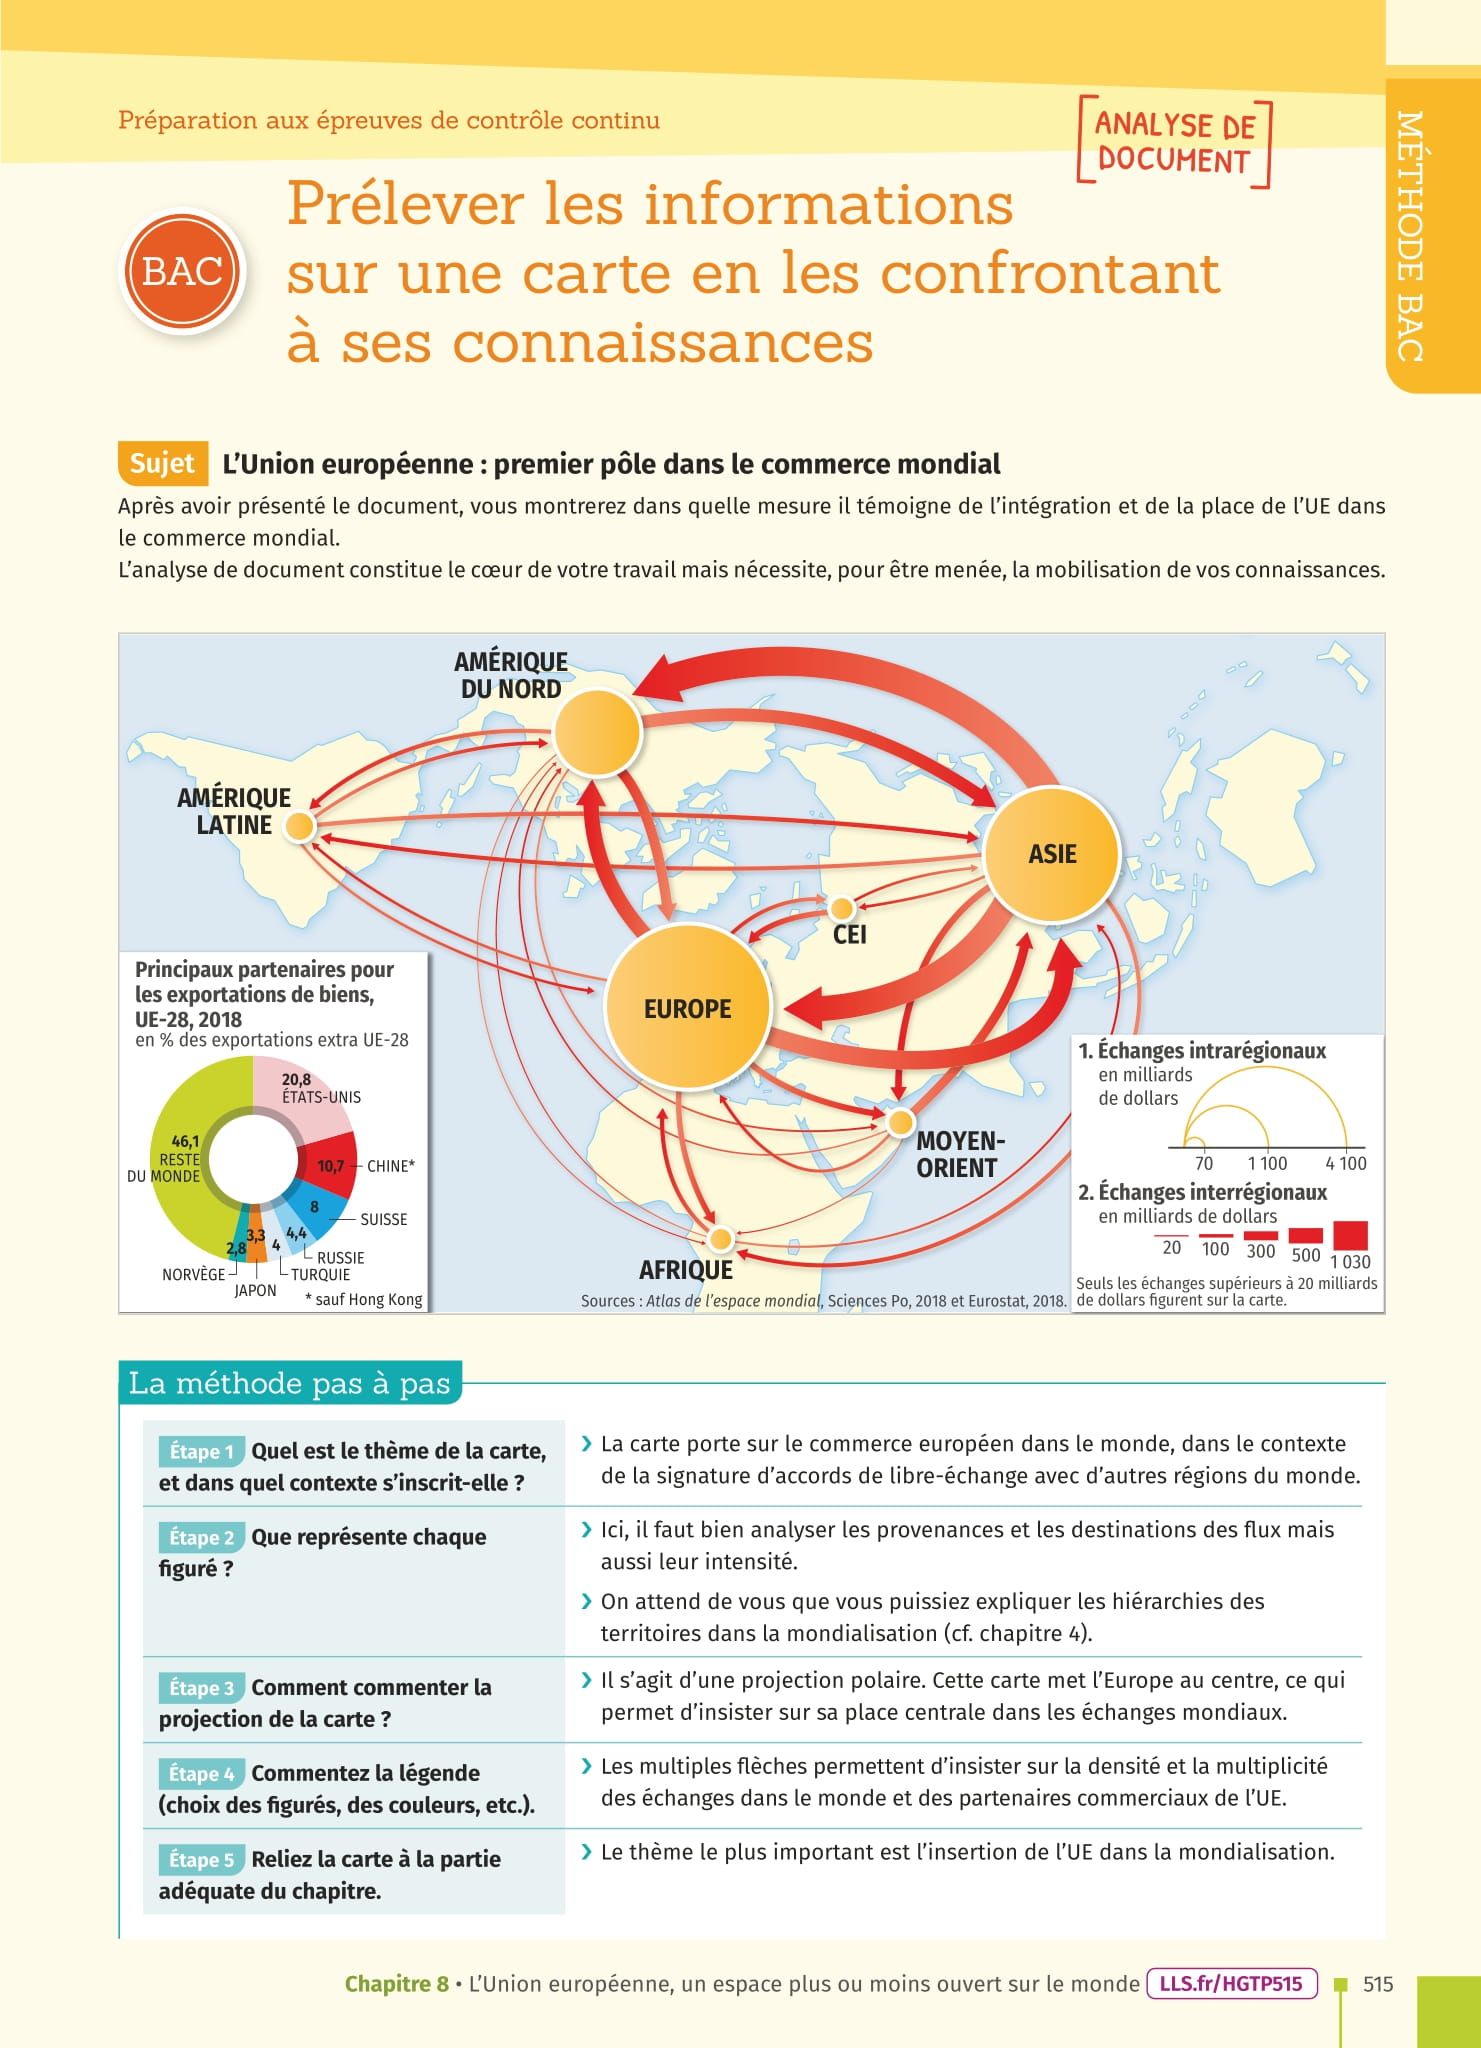 Préparation aux épreuves de contrôle continu
ANALYSE DE
DOCUMENT
MÉTHODE BAC
BAC
Prélever les informations
sur une carte en les confrontant
à ses connaissances
Sujet L'Union européenne : premier pôle dans le commerce mondial
Après avoir présenté le document, vous montrerez dans quelle mesure il témoigne de l'intégration et de la place de l'UE dans
le commerce mondial.
L'analyse de document constitue le cœur de votre travail mais nécessite, pour être menée, la mobilisation de vos connaissances.
AMÉRIQUE
DU NORD
AMÉRIQUE
LATINE
ASIE
CEI
EUROPE
MOYEN-
ORIENT
AFRIQUE
Principaux partenaires pour
les exportations de biens,
UE-28, 2018
en % des exportations extra UE-28
20,8
ÉTATS-UNIS
10,7 CHINE*
8
SUISSE
4,4
RUSSIE
4
TURQUIE
3,3
JAPON
2,8
NORVÈGE
46,1
RESTE
DU MONDE
* sauf Hong Kong
1. Échanges intrarégionaux
en milliards
de dollars
70 1 100 4 100
2. Échanges interrégionaux
en milliards de dollars
20 100 300 500 1 030
Seuls les échanges supérieurs à 20 milliards
de dollars figurent sur la carte.
Sources : Atlas de l'espace mondial, Sciences Po, 2018 et Eurostat, 2018.
La méthode pas à pas
Étape 1 Quel est le thème de la carte,
et dans quel contexte s'inscrit-elle ?
› La carte porte sur le commerce européen dans le monde, dans le contexte
de la signature d'accords de libre-échange avec d'autres régions du monde.
Étape 2 Que représente chaque
figuré ?
› Ici, il faut bien analyser les provenances et les destinations des flux mais
aussi leur intensité.
› On attend de vous que vous puissiez expliquer les hiérarchies des
territoires dans la mondialisation (cf. chapitre 4).
Étape 3 Comment commenter la
projection de la carte ?
› Il s'agit d'une projection polaire. Cette carte met l'Europe au centre, ce qui
permet d'insister sur sa place centrale dans les échanges mondiaux.
Étape 4 Commentez la légende
(choix des figurés, des couleurs, etc.).
› Les multiples flèches permettent d'insister sur la densité et la multiplicité
des échanges dans le monde et des partenaires commerciaux de l'UE.
Étape 5 Reliez la carte à la partie
adéquate du chapitre.
› Le thème le plus important est l'insertion de l'UE dans la mondialisation.
Chapitre 8 • L'Union européenne, un espace plus ou moins ouvert sur le monde LLS.fr/HGTP515 515